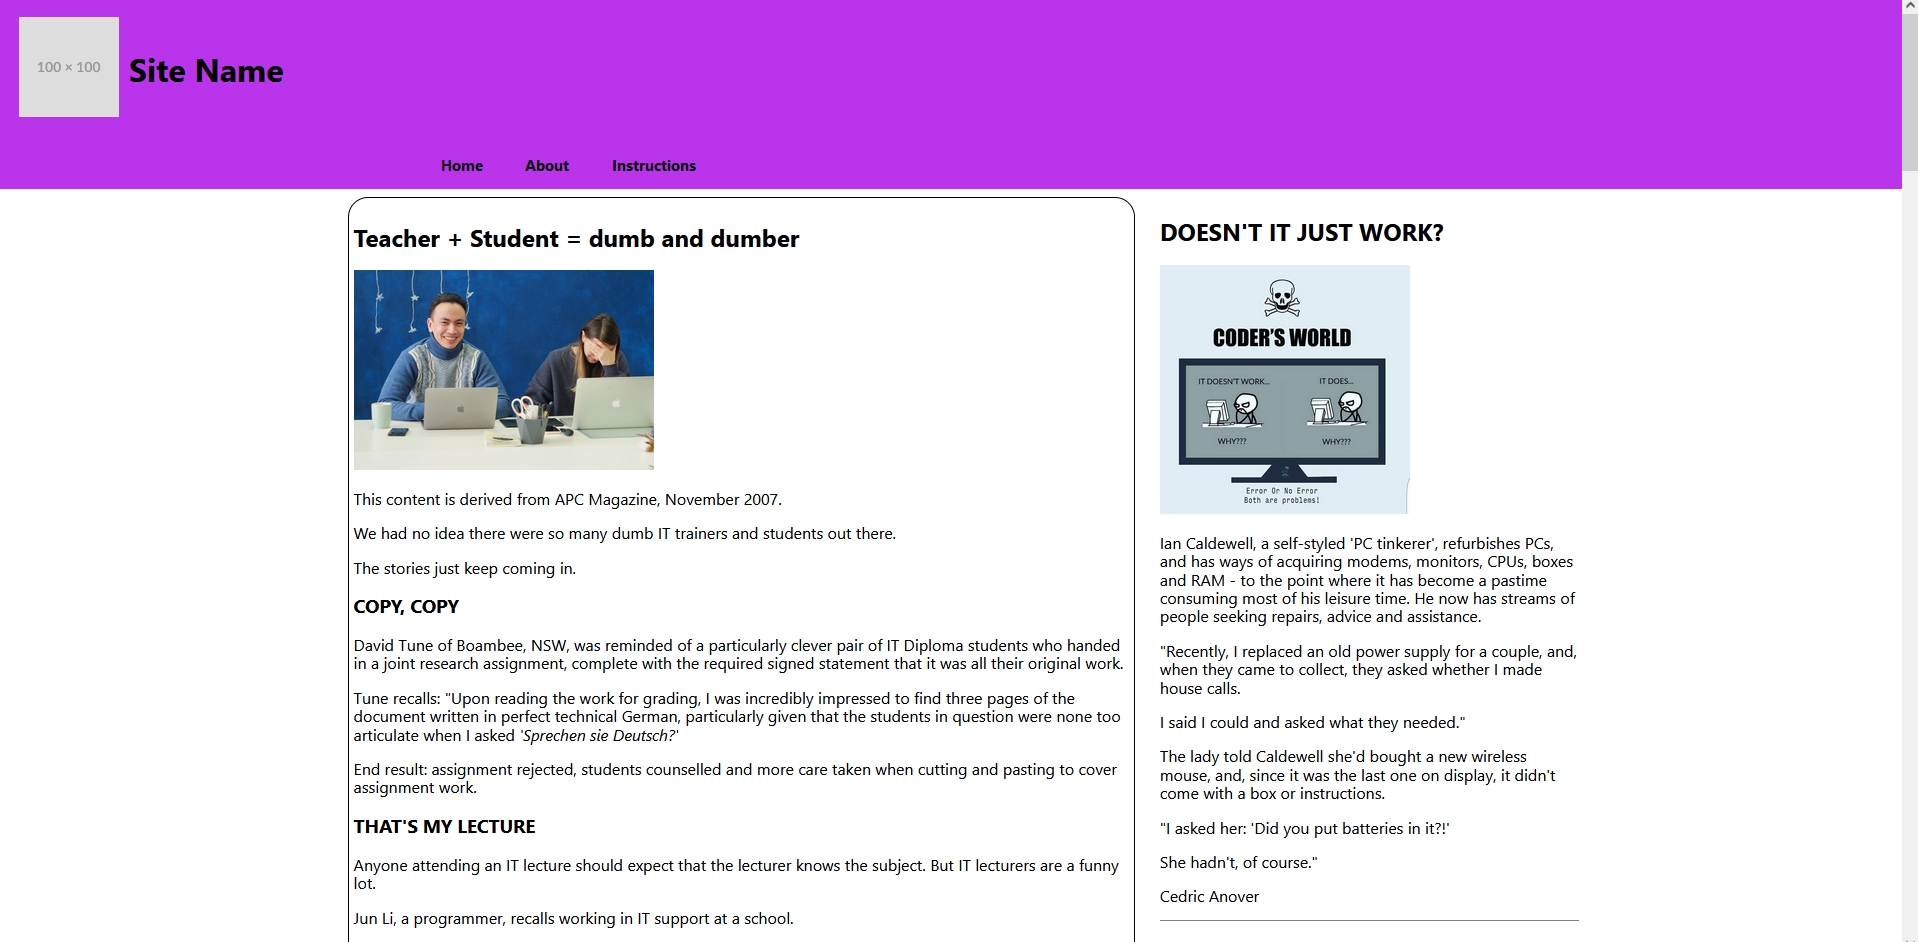 100 × 100
Site Name
Home
About
Instructions
Teacher + Student = dumb and dumber
This content is derived from APC Magazine, November 2007.
We had no idea there were so many dumb IT trainers and students out there.
The stories just keep coming in.
COPY, COPY
David Tune of Boambee, NSW, was reminded of a particularly clever pair of IT Diploma students who handed
in a joint research assignment, complete with the required signed statement that it was all their original work.
Tune recalls: "Upon reading the work for grading, I was incredibly impressed to find three pages of the
document written in perfect technical German, particularly given that the students in question were none too
articulate when I asked 'Sprechen sie Deutsch?'
End result: assignment rejected, students counselled and more care taken when cutting and pasting to cover
assignment work.
THAT'S MY LECTURE
Anyone attending an IT lecture should expect that the lecturer knows the subject. But IT lecturers are a funny
lot.
Jun Li, a programmer, recalls working in IT support at a school.
DOESN'T IT JUST WORK?
CODER'S WORLD
IT DOESN'T WORK...
IT DOES...
WHY???
WHY???
Error Or No Error
Both are problems!
Ian Caldewell, a self-styled 'PC tinkerer', refurbishes PCs,
and has ways of acquiring modems, monitors, CPUs, boxes
and RAM - to the point where it has become a pastime
consuming most of his leisure time. He now has streams of
people seeking repairs, advice and assistance.
"Recently, I replaced an old power supply for a couple, and,
when they came to collect, they asked whether I made
house calls.
I said I could and asked what they needed."
The lady told Caldewell she'd bought a new wireless
mouse, and, since it was the last one on display, it didn't
come with a box or instructions.
"I asked her: 'Did you put batteries in it?!'
She hadn't, of course."
Cedric Anover